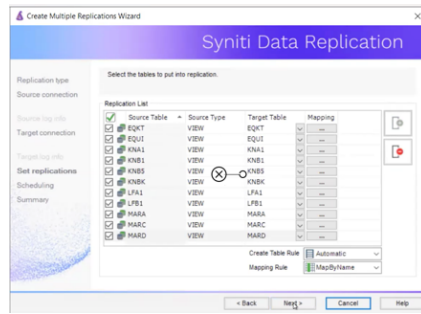 Create Multiple Replications Wizard
Syniti Data Replication
Replication type
Source connection
Source log info
Target connection
Target log info
Set replications
Scheduling
Summary
Select the tables to put into replication.
Replication List
Source Table Source Type Target Table Mapping
EQKT VIEW EQKT ...
EQUI VIEW EQUI ...
KNA1 VIEW KNA1 ...
KNB1 VIEW KNB1 ...
KNB5 VIEW KNB5 ...
KNBK VIEW KNBK ...
LFA1 VIEW LFA1 ...
LFB1 VIEW LFB1 ...
MARA VIEW MARA ...
MARC VIEW MARC ...
MARD VIEW MARD ...
Create Table Rule Automatic
Mapping Rule MapByName
< Back Next > Cancel Help